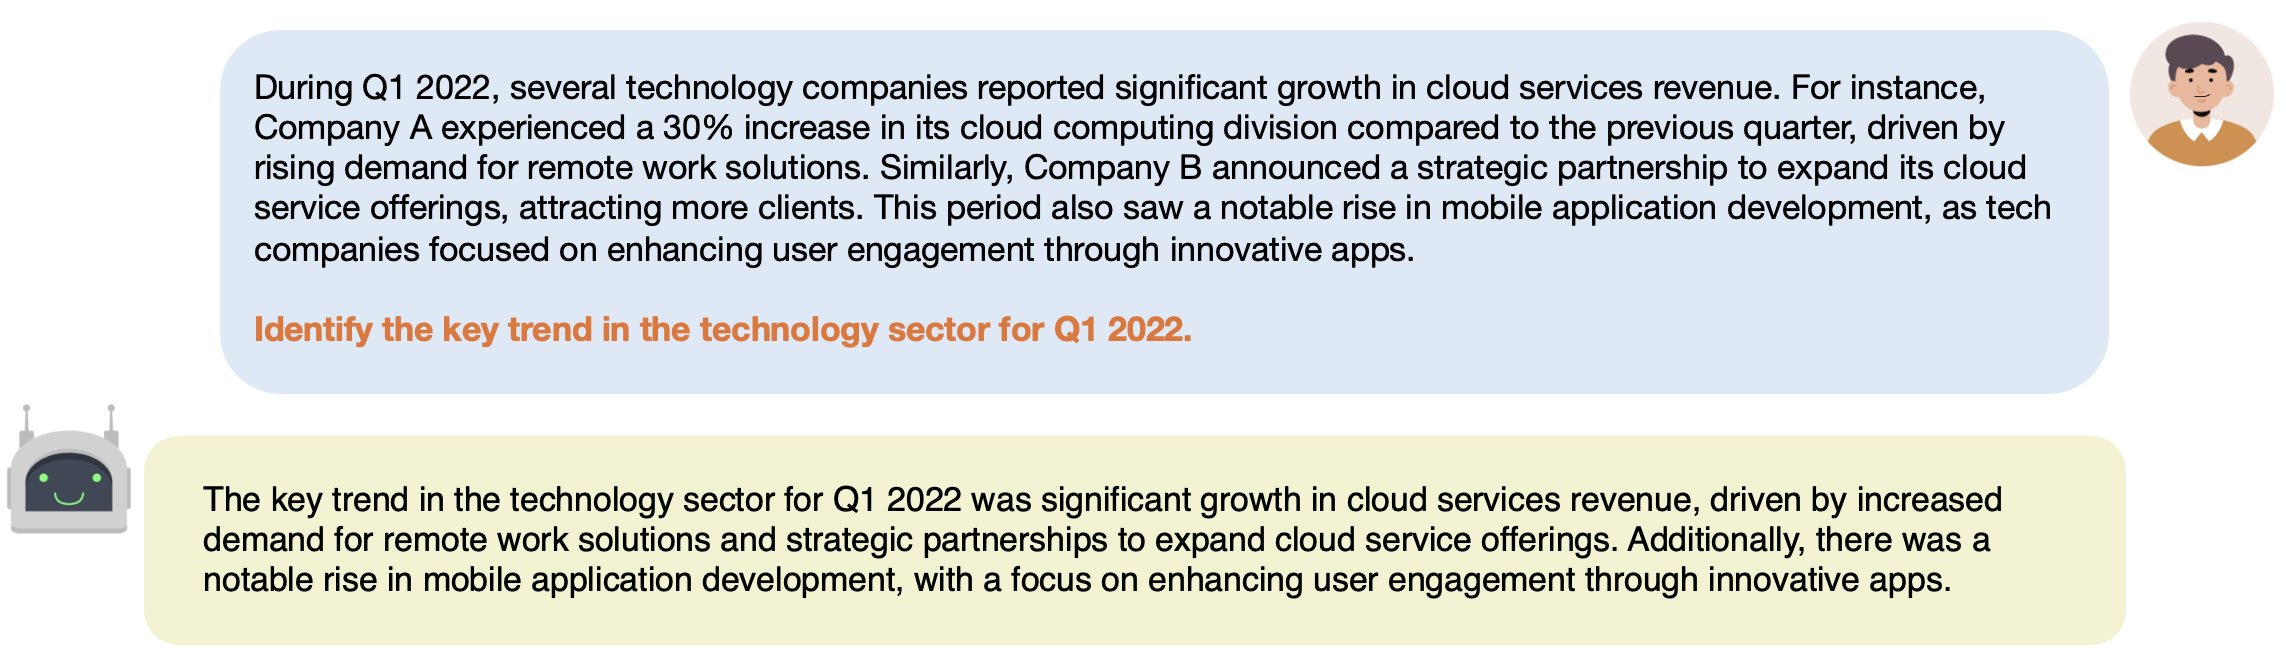 During Q1 2022, several technology companies reported significant growth in cloud services revenue. For instance,
Company A experienced a 30% increase in its cloud computing division compared to the previous quarter, driven by
rising demand for remote work solutions. Similarly, Company B announced a strategic partnership to expand its cloud
service offerings, attracting more clients. This period also saw a notable rise in mobile application development, as tech
companies focused on enhancing user engagement through innovative apps.
Identify the key trend in the technology sector for Q1 2022.
The key trend in the technology sector for Q1 2022 was significant growth in cloud services revenue, driven by increased
demand for remote work solutions and strategic partnerships to expand cloud service offerings. Additionally, there was a
notable rise in mobile application development, with a focus on enhancing user engagement through innovative apps.